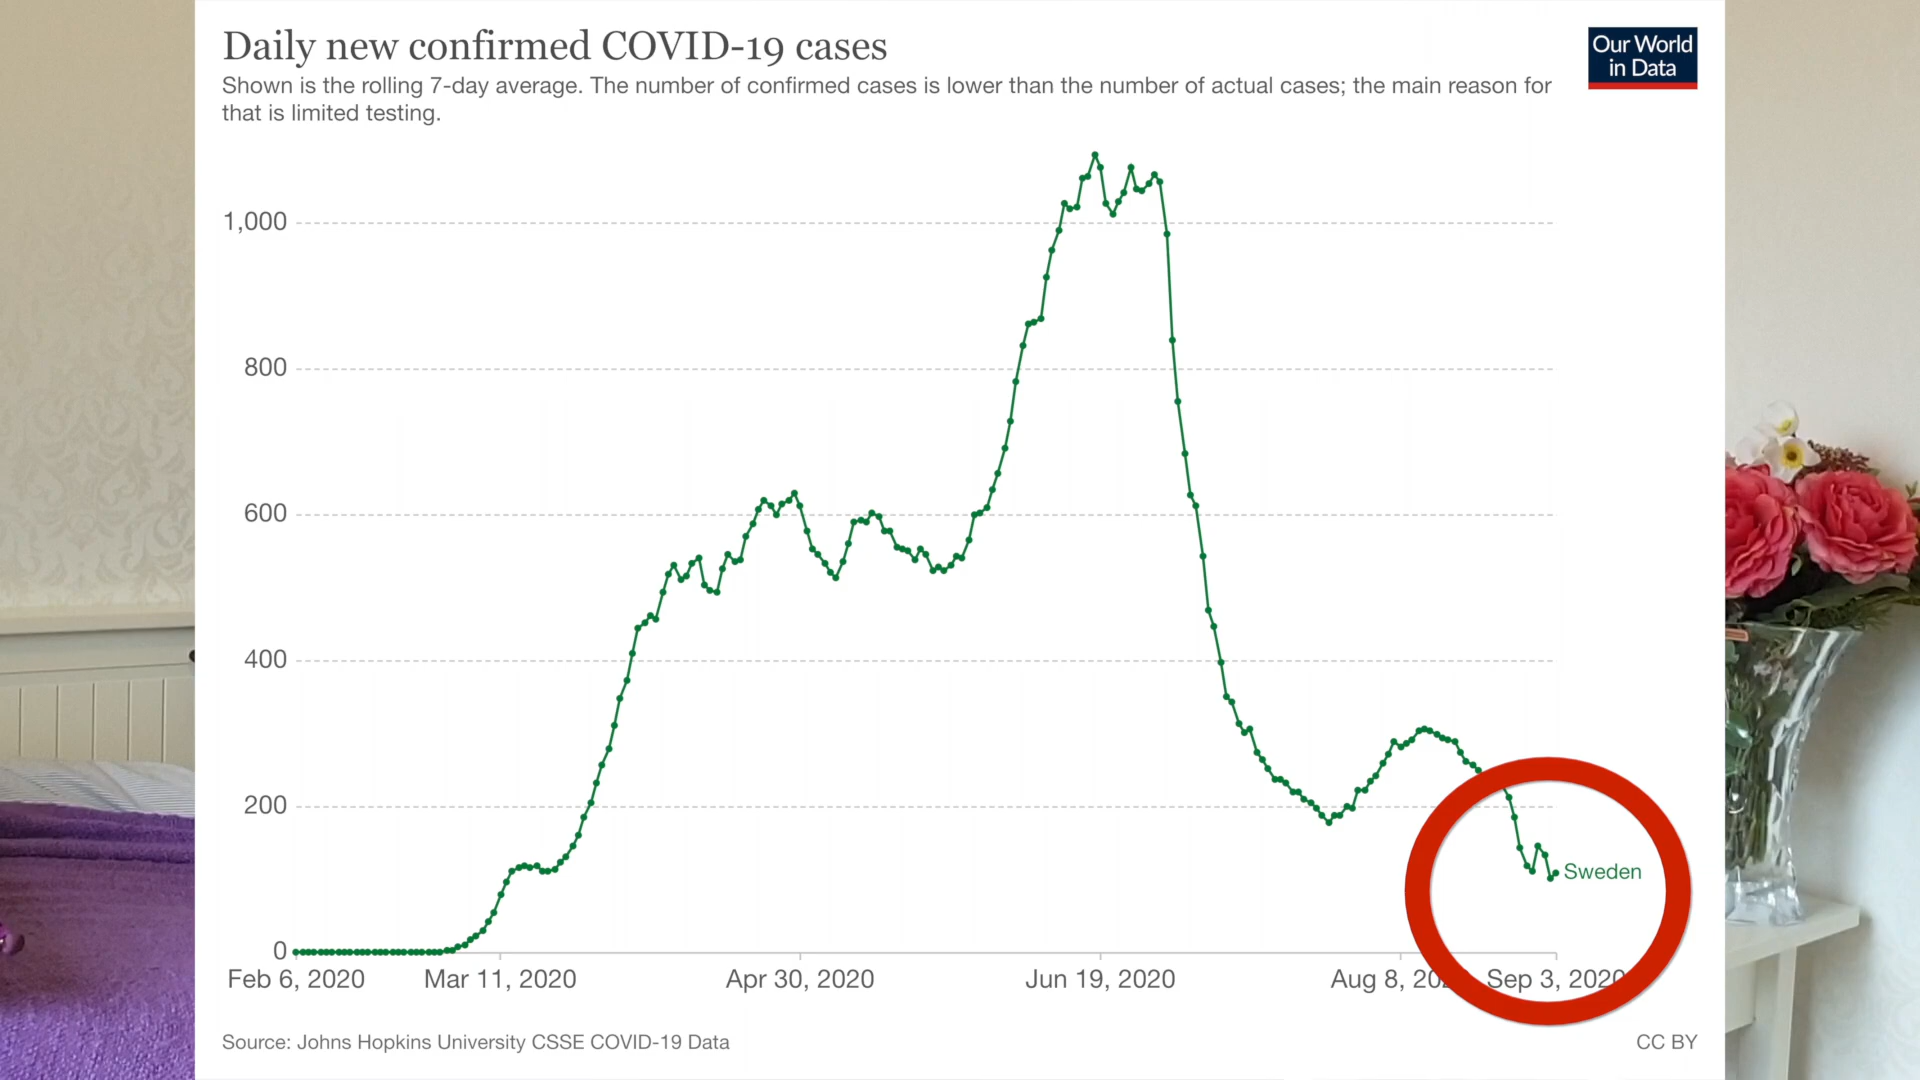 Daily new confirmed COVID-19 cases
Our World
in Data
Shown is the rolling 7-day average. The number of confirmed cases is lower than the number of actual cases; the main reason for
that is limited testing.
1,000
800
600
400
200
Sweden
0
Feb 6, 2020 Mar 11, 2020 Apr 30, 2020 Jun 19, 2020 Aug 8, 20 Sep 3, 2020
Source: Johns Hopkins University CSSE COVID-19 Data CC BY